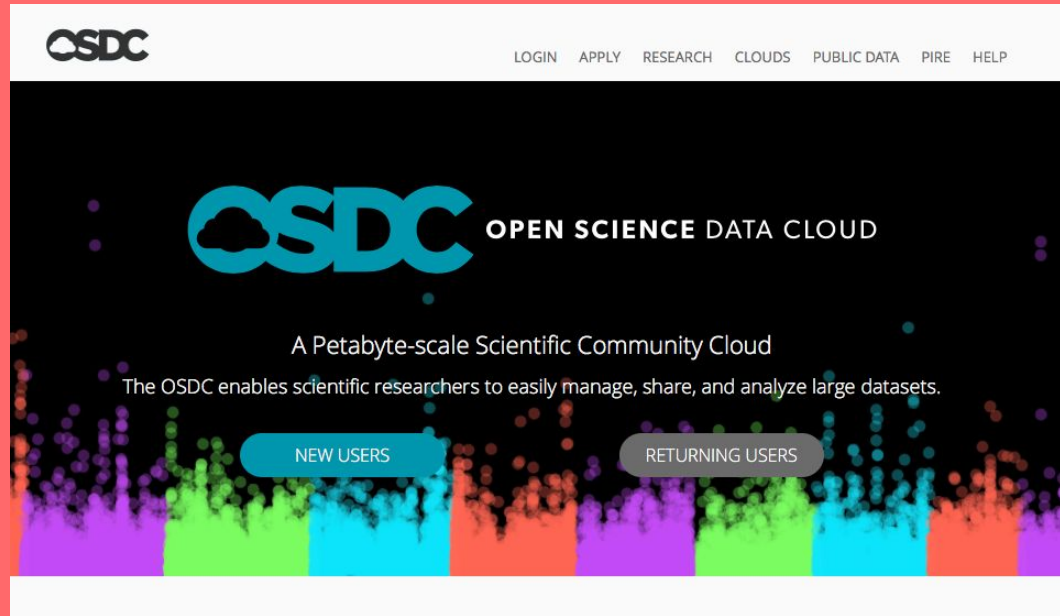 OSDC
LOGIN APPLY RESEARCH CLOUDS PUBLIC DATA PIRE HELP
OSDC OPEN SCIENCE DATA CLOUD
A Petabyte-scale Scientific Community Cloud
The OSDC enables scientific researchers to easily manage, share, and analyze large datasets.
NEW USERS RETURNING USERS